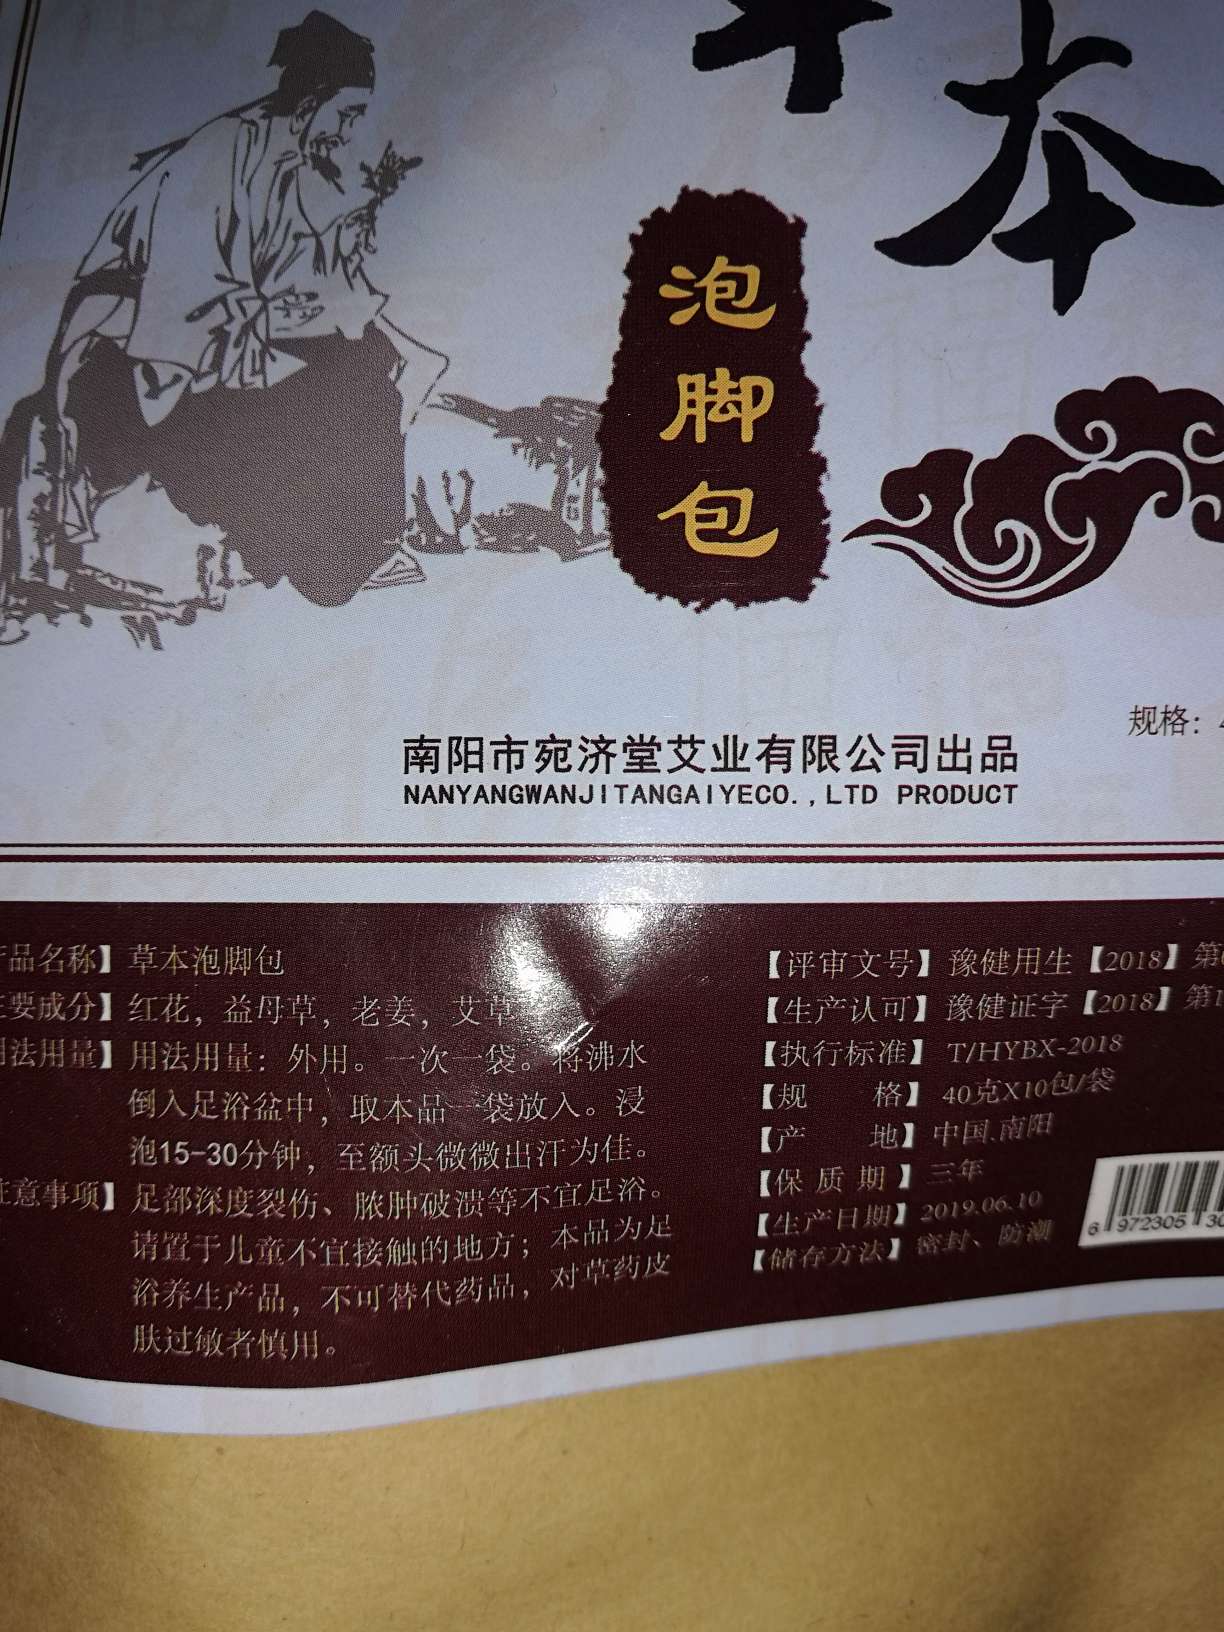 本
泡
脚
包
规格：
南阳市宛济堂艾业有限公司出品
NANYANGWANJITANGAIYECO.,LTD PRODUCT
品名称】草本泡脚包
要成分】红花，益母草，老姜，艾草
法用量】用法用量：外用。一次一袋。将沸水
倒入足浴盆中，取本品一袋放入。浸
泡15-30分钟，至额头微微出汗为佳。
意事项】足部深度裂伤、脓肿破溃等不宜足浴。
请置于儿童不宜接触的地方；本品为足
浴养生产品，不可替代药品，对草药皮
肤过敏者慎用。
【评审文号】豫健用生【2018】第
【生产认可】豫健证字【2018】第
【执行标准】T/HYBX-2018
【规 格】40克X10包/袋
【产 地】中国.南阳
【保 质 期】三年
【生产日期】2019.06.10
【储存方法】密封、防潮
6 972305